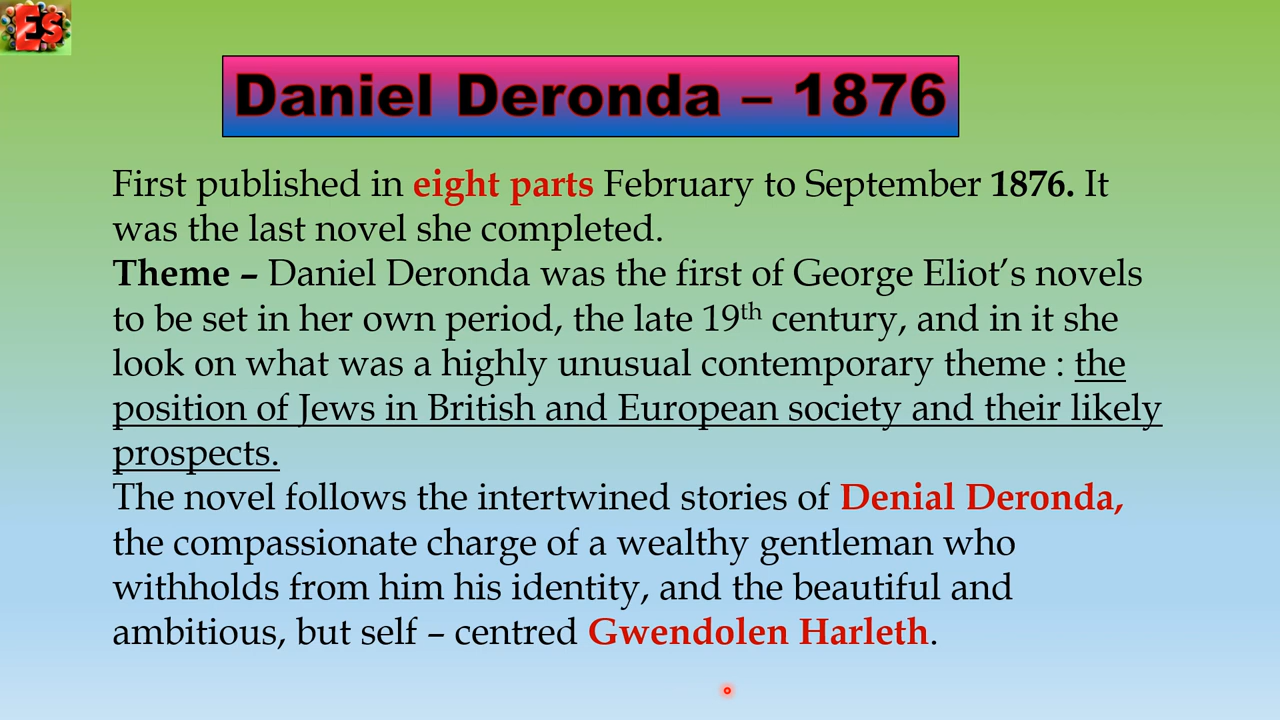 E2S
Daniel Deronda – 1876
First published in eight parts February to September 1876. It
was the last novel she completed.
Theme – Daniel Deronda was the first of George Eliot’s novels
to be set in her own period, the late 19th century, and in it she
look on what was a highly unusual contemporary theme : the
position of Jews in British and European society and their likely
prospects.
The novel follows the intertwined stories of Denial Deronda,
the compassionate charge of a wealthy gentleman who
withholds from him his identity, and the beautiful and
ambitious, but self – centred Gwendolen Harleth.